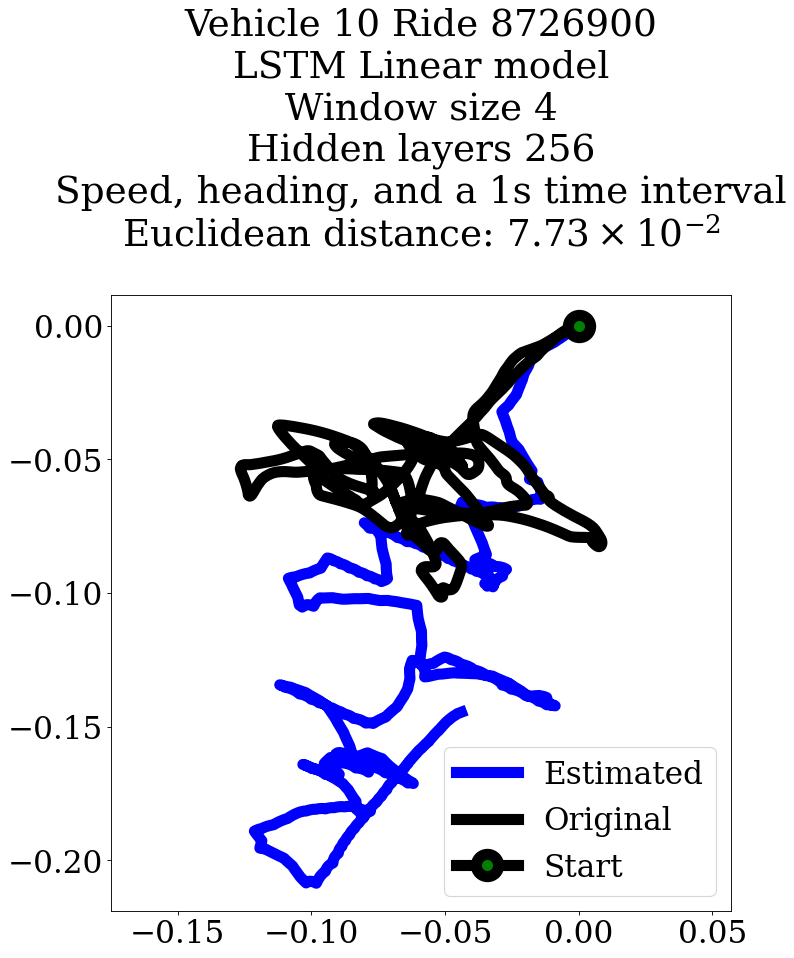 Vehicle 10 Ride 8726900
LSTM Linear model
Window size 4
Hidden layers 256
Speed, heading, and a 1s time interval
Euclidean distance: 7.73 × 10⁻²
0.00
−0.05
−0.10
−0.15
−0.20
Estimated
Original
Start
−0.15 −0.10 −0.05 0.00 0.05